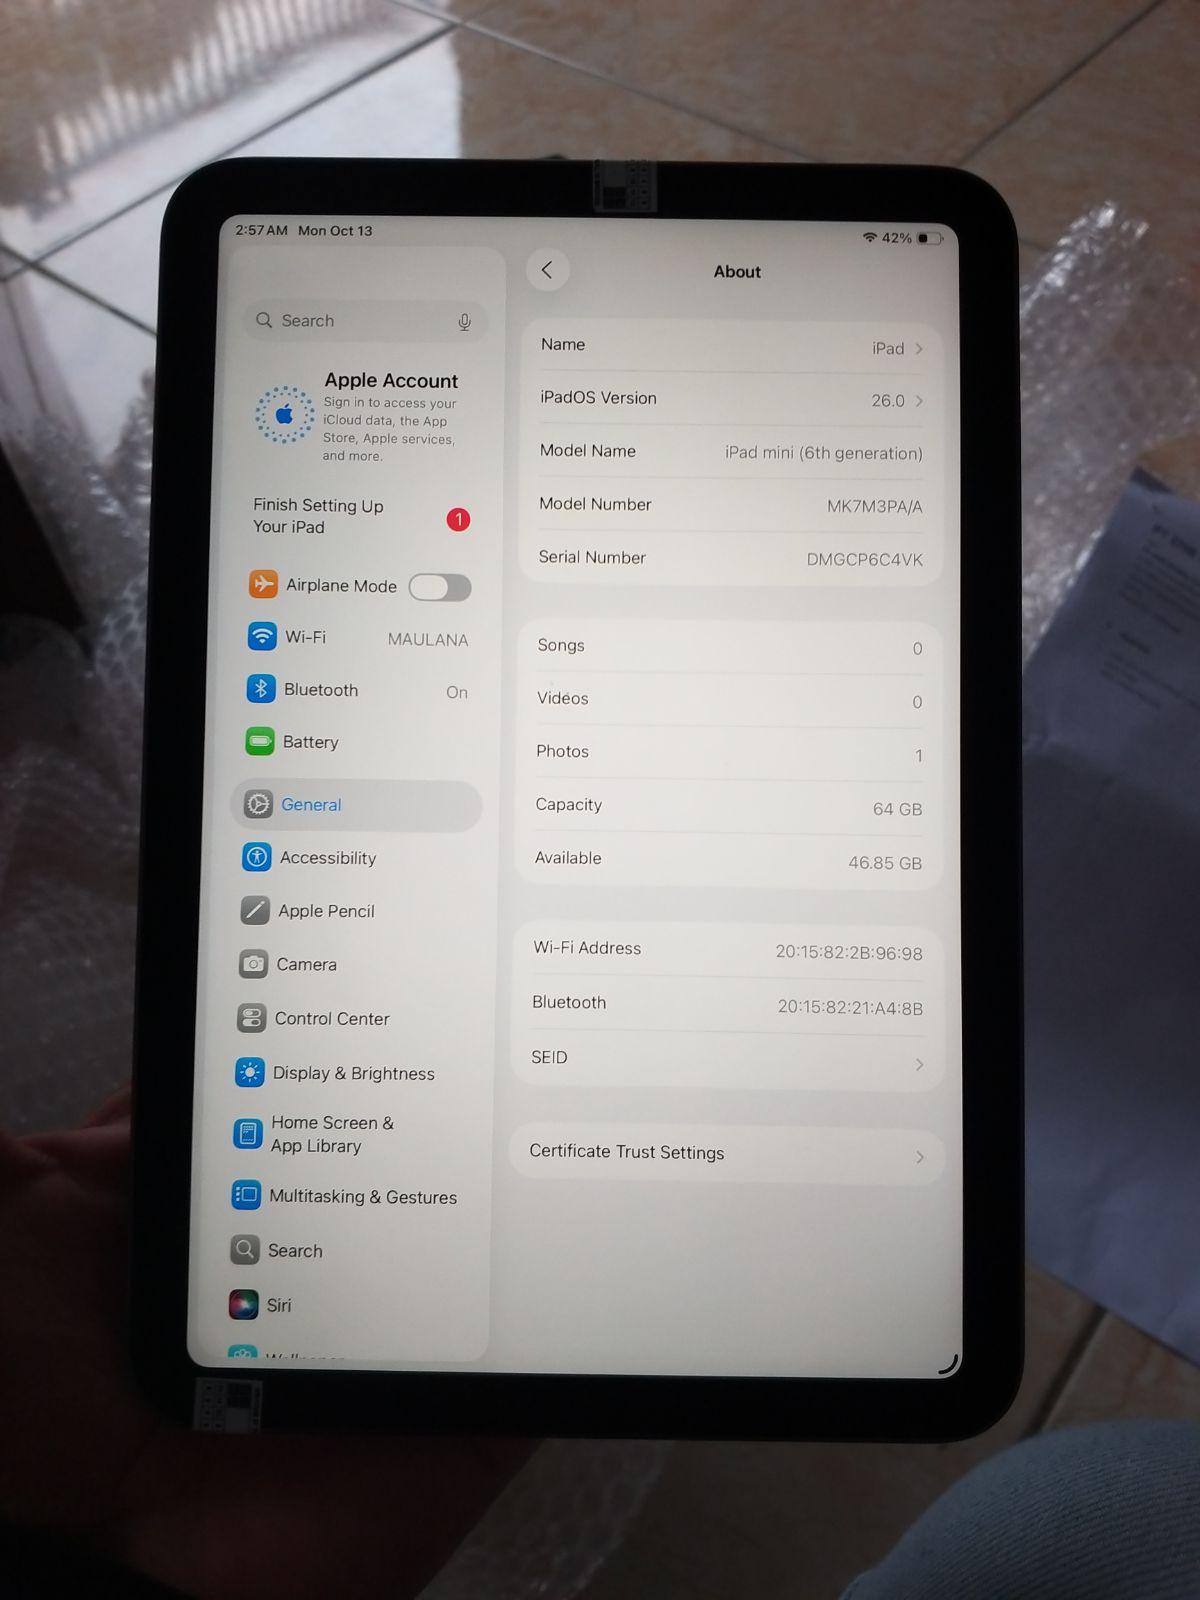 2:57 AM Mon Oct 13
42%
Search
Apple Account
Sign in to access your
iCloud data, the App
Store, Apple services,
and more.
Finish Setting Up
Your iPad
1
Airplane Mode
Wi-Fi MAULANA
Bluetooth On
Battery
General
Accessibility
Apple Pencil
Camera
Control Center
Display & Brightness
Home Screen &
App Library
Multitasking & Gestures
Search
Siri
About
Name iPad
iPadOS Version 26.0
Model Name iPad mini (6th generation)
Model Number MK7M3PA/A
Serial Number DMGCP6C4VK
Songs 0
Videos 0
Photos 1
Capacity 64 GB
Available 46.85 GB
Wi-Fi Address 20:15:82:2B:96:98
Bluetooth 20:15:82:21:A4:8B
SEID
Certificate Trust Settings